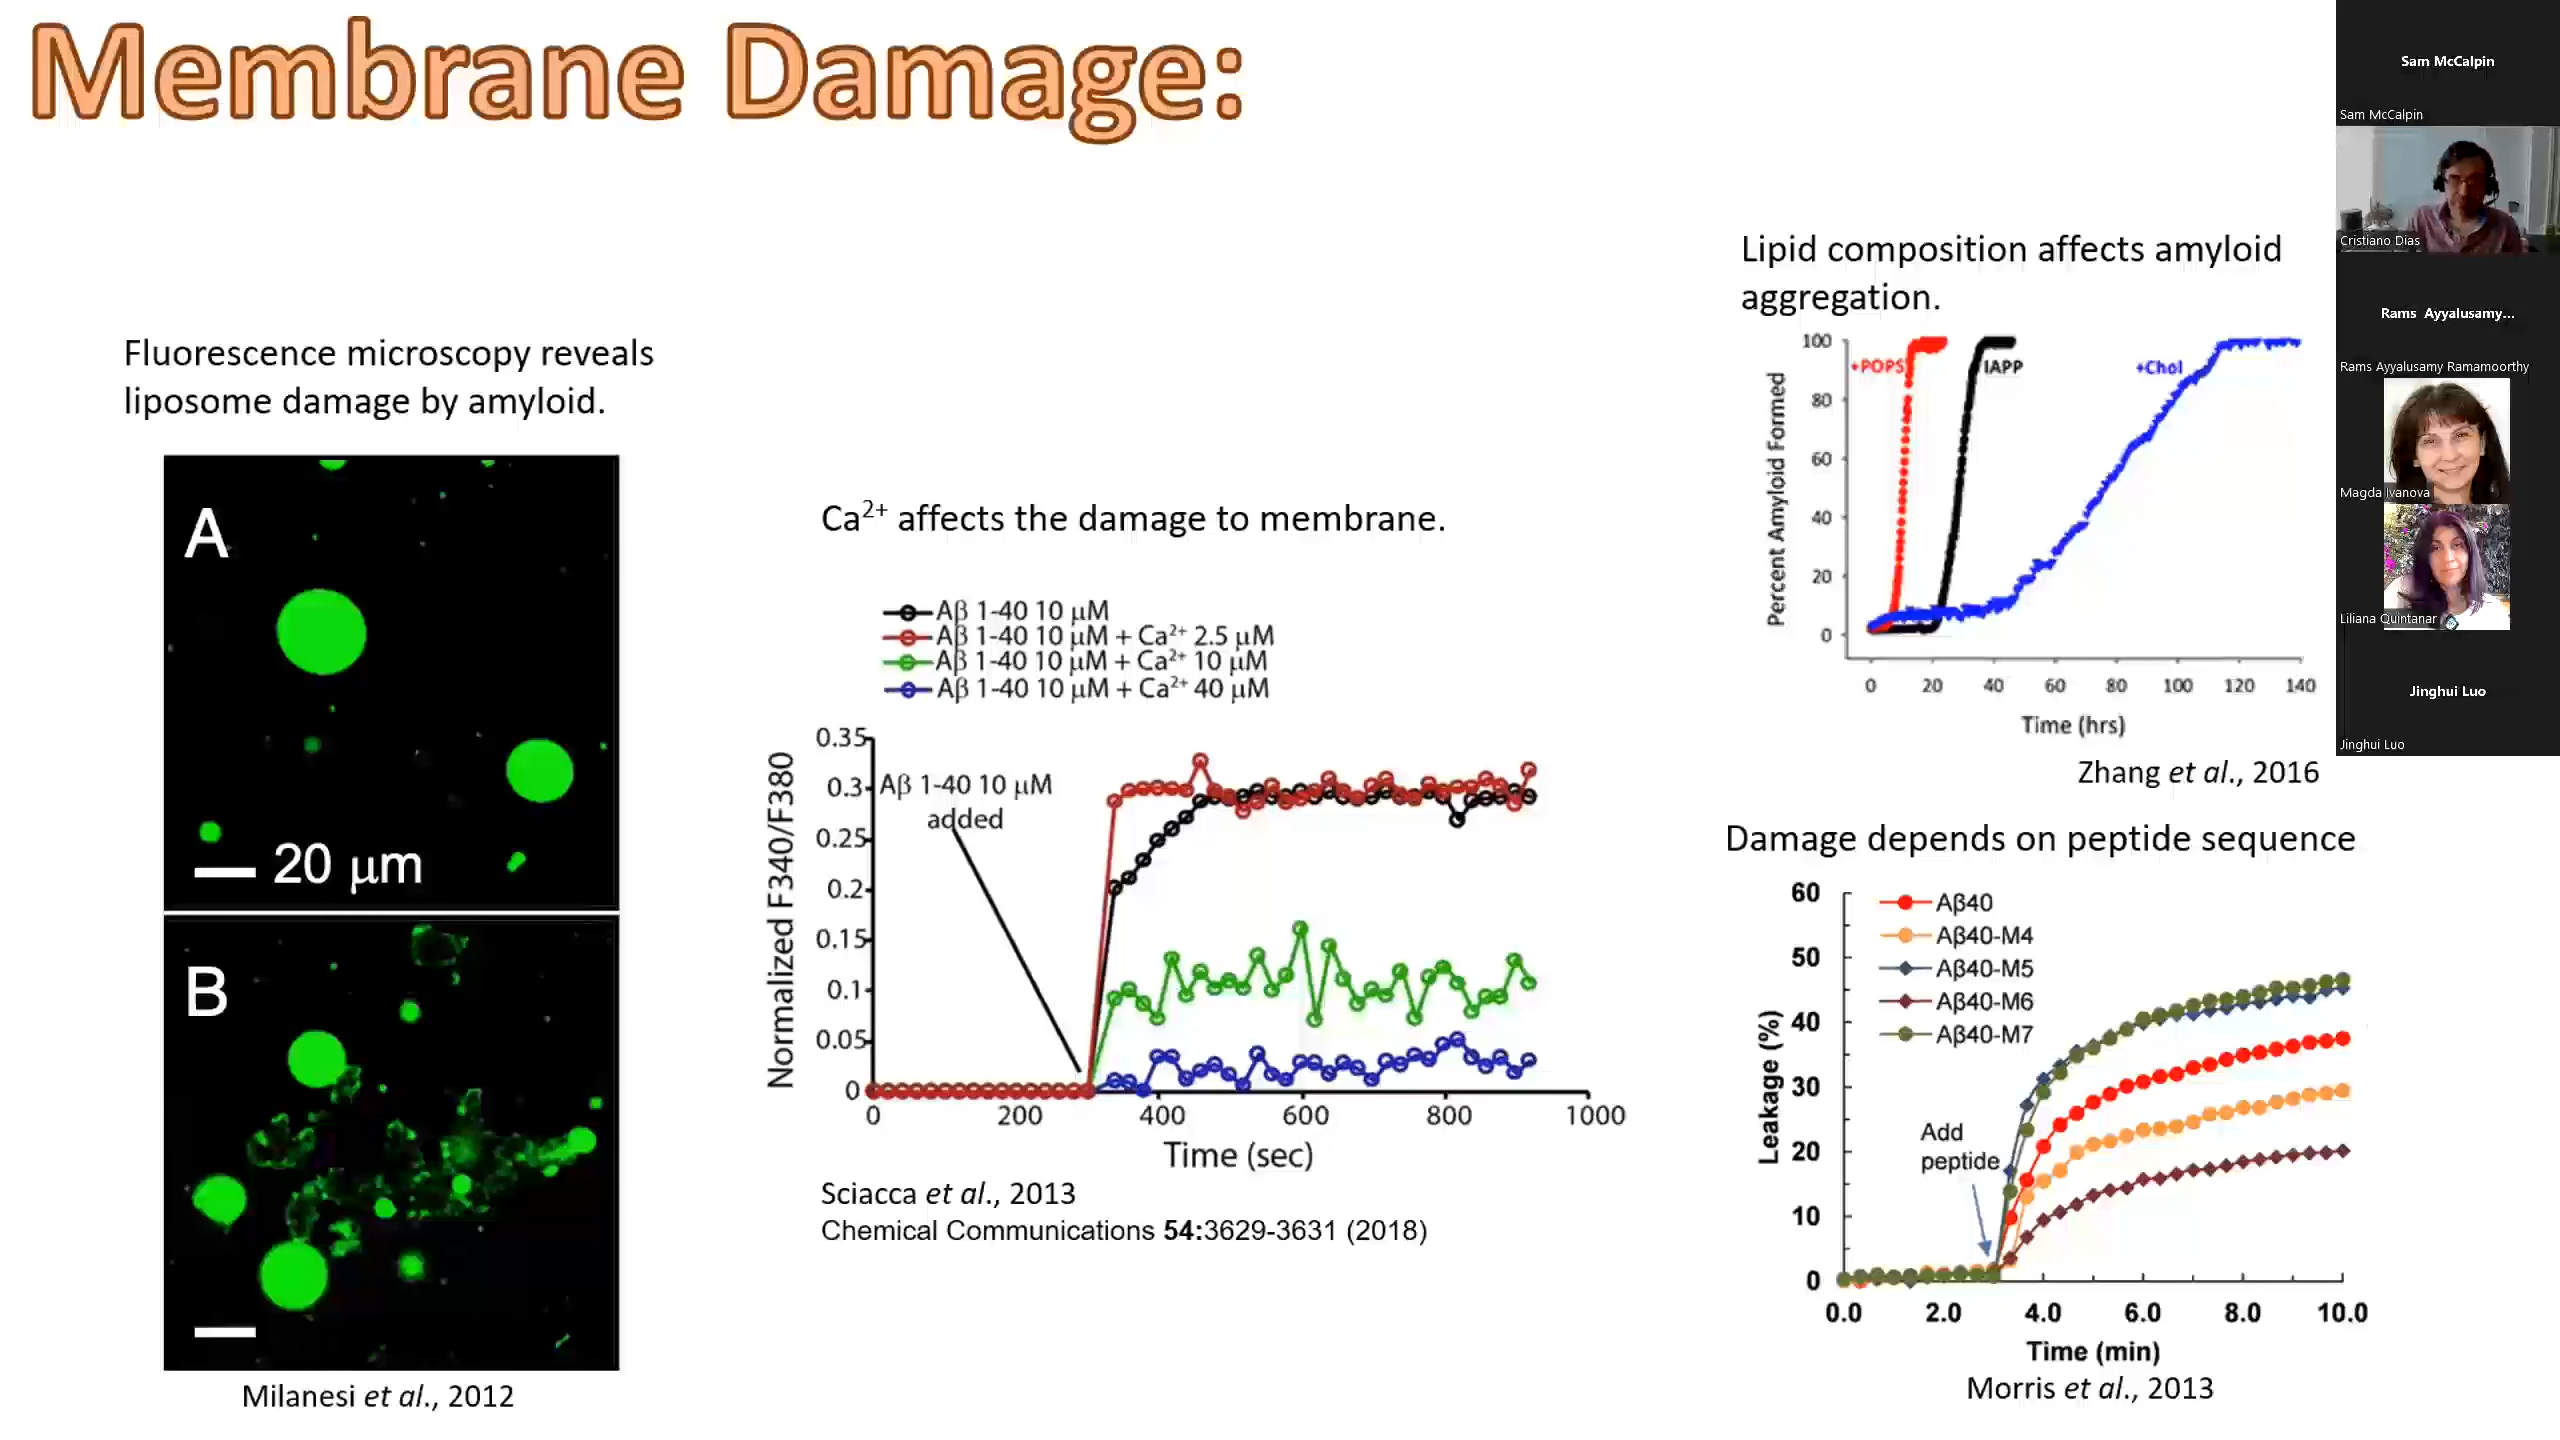 Membrane Damage:
Fluorescence microscopy reveals
liposome damage by amyloid.
A
20 μm
B
Milanesi et al., 2012
Ca2+ affects the damage to membrane.
Aβ 1-40 10 μM
Aβ 1-40 10 μM + Ca2+ 2.5 μM
Aβ 1-40 10 μM + Ca2+ 10 μM
Aβ 1-40 10 μM + Ca2+ 40 μM
Normalized F340/F380
0.35
0.3
0.25
0.2
0.15
0.1
0.05
0
Aβ 1-40 10 μM
added
0 200 400 600 800 1000
Time (sec)
Sciacca et al., 2013
Chemical Communications 54:3629-3631 (2018)
Lipid composition affects amyloid
aggregation.
Percent Amyloid Formed
100
80
60
40
20
0
+POPS IAPP +Chol
0 20 40 60 80 100 120 140
Time (hrs)
Zhang et al., 2016
Damage depends on peptide sequence
Leakage (%)
60
50
40
30
20
10
0
Aβ40
Aβ40-M4
Aβ40-M5
Aβ40-M6
Aβ40-M7
Add
peptide
0.0 2.0 4.0 6.0 8.0 10.0
Time (min)
Morris et al., 2013
Sam McCalpin
Sam McCalpin
Cristiano Dias
Rams Ayyalusamy...
Rams Ayyalusamy Ramamoorthy
Magda Ivanova
Liliana Quintanar
Jinghui Luo
Jinghui Luo